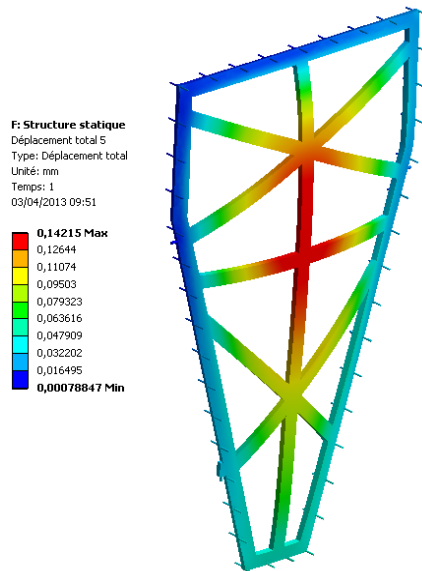 F: Structure statique
Déplacement total 5
Type: Déplacement total
Unité: mm
Temps: 1
03/04/2013 09:51
0,14215 Max
0,12644
0,11074
0,09503
0,079323
0,063616
0,047909
0,032202
0,016495
0,00078847 Min